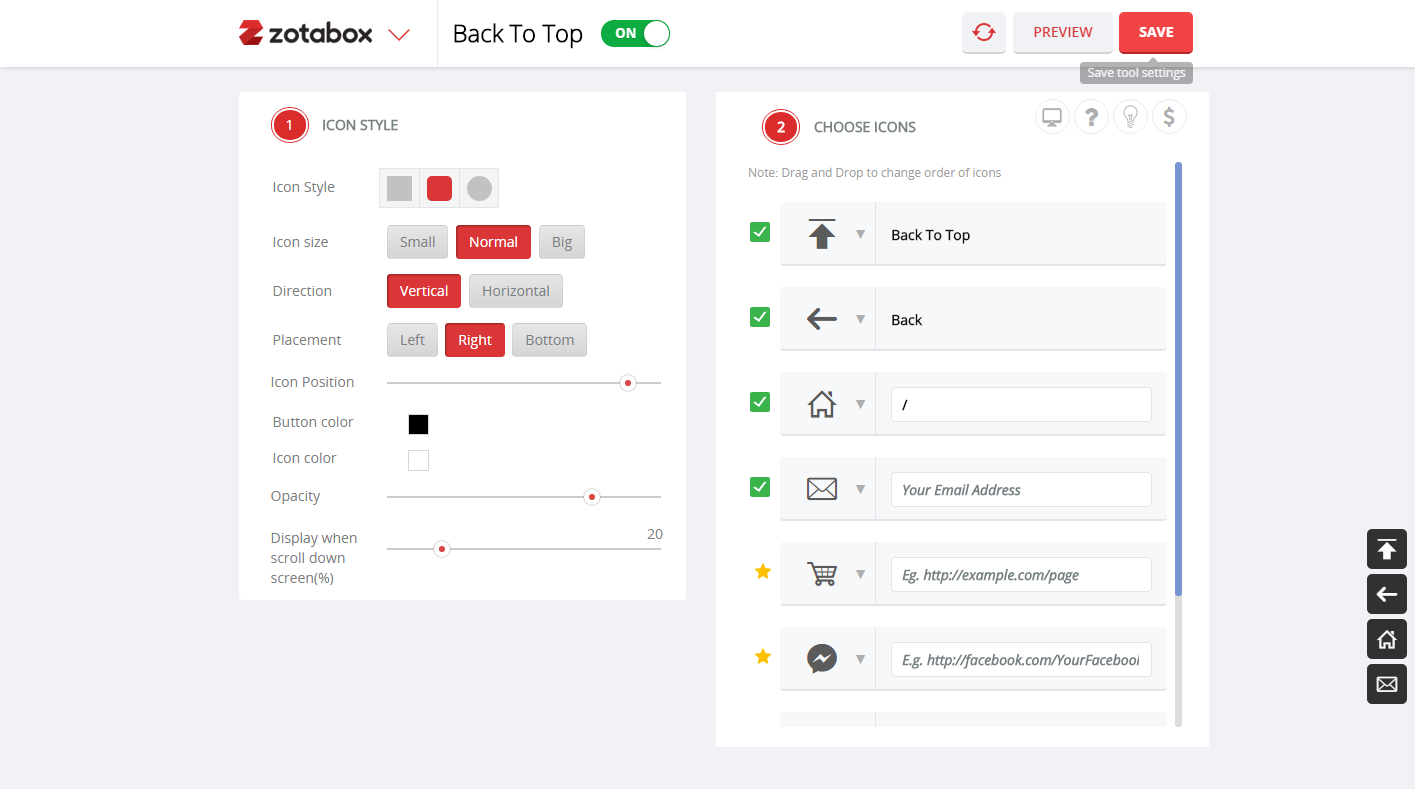 zotabox
Back To Top
ON
PREVIEW
SAVE
Save tool settings
1
ICON STYLE
Icon Style
Icon size
Small
Normal
Big
Direction
Vertical
Horizontal
Placement
Left
Right
Bottom
Icon Position
Button color
Icon color
Opacity
Display when
scroll down
screen(%)
20
2
CHOOSE ICONS
?
$
Note: Drag and Drop to change order of icons
Back To Top
Back
/
Your Email Address
Eg. http://example.com/page
E.g. http://facebook.com/YourFacebool